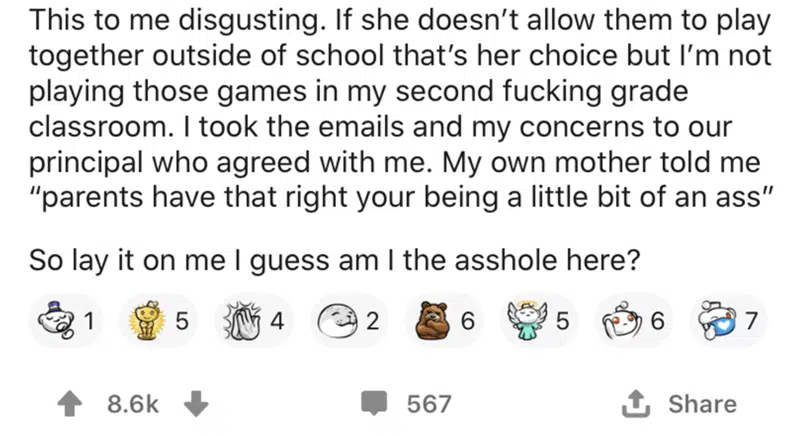 This to me disgusting. If she doesn’t allow them to play
together outside of school that’s her choice but I’m not
playing those games in my second fucking grade
classroom. I took the emails and my concerns to our
principal who agreed with me. My own mother told me
“parents have that right your being a little bit of an ass”
So lay it on me I guess am I the asshole here?
1 5 4 2 6 5 6 7
8.6k 567 Share